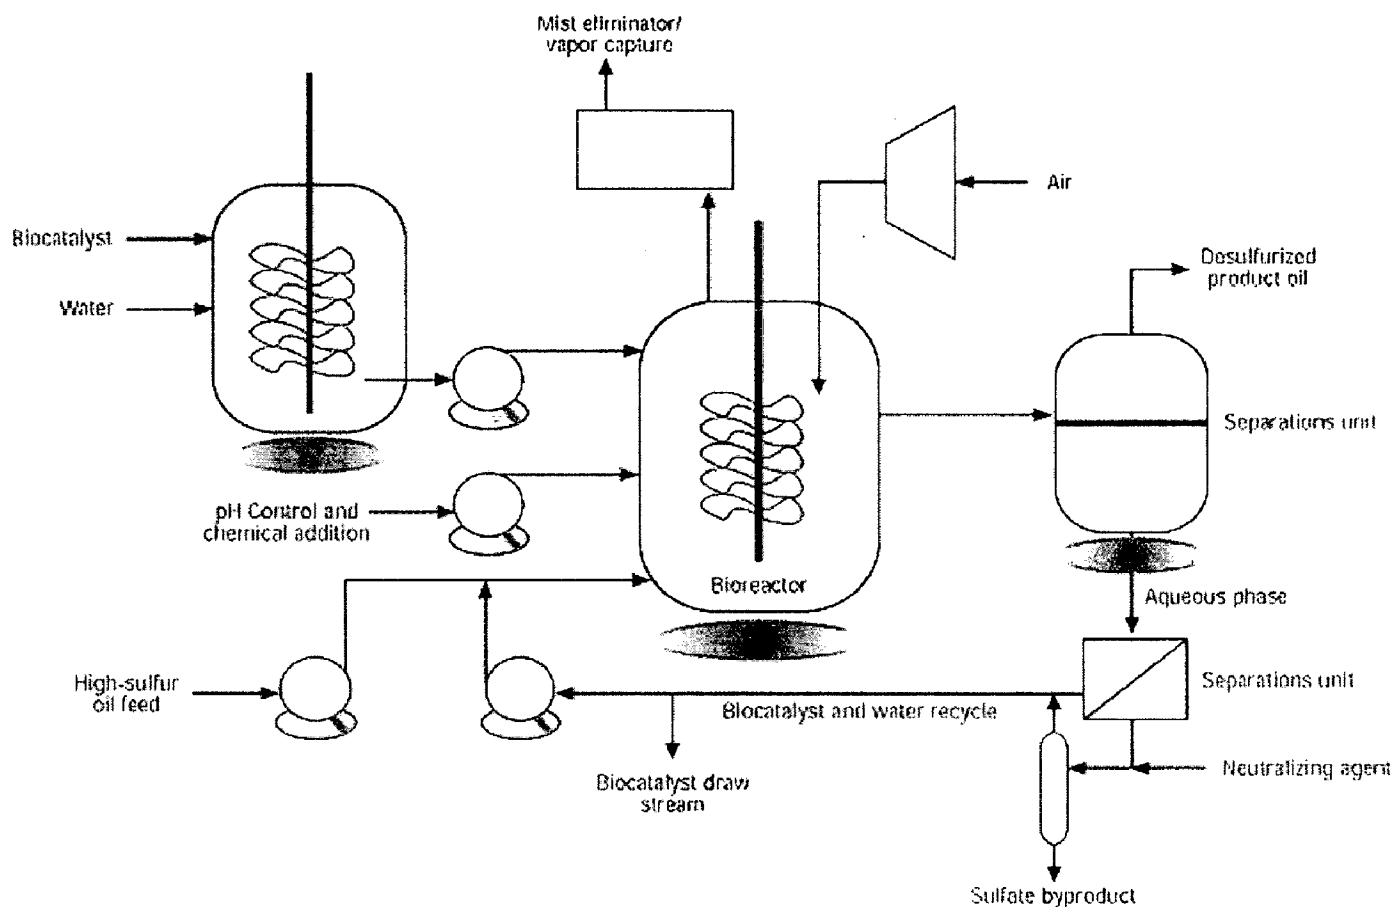 Mist eliminator/
vapor capture
Air
Biocatalyst
Water
Desulfurized
product oil
Separations unit
pH Control and
chemical addition
Bioreactor
Aqueous phase
High-sulfur
oil feed
Separations unit
Biocatalyst and water recycle
Neutralizing agent
Biocatalyst draw
stream
Sulfate byproduct